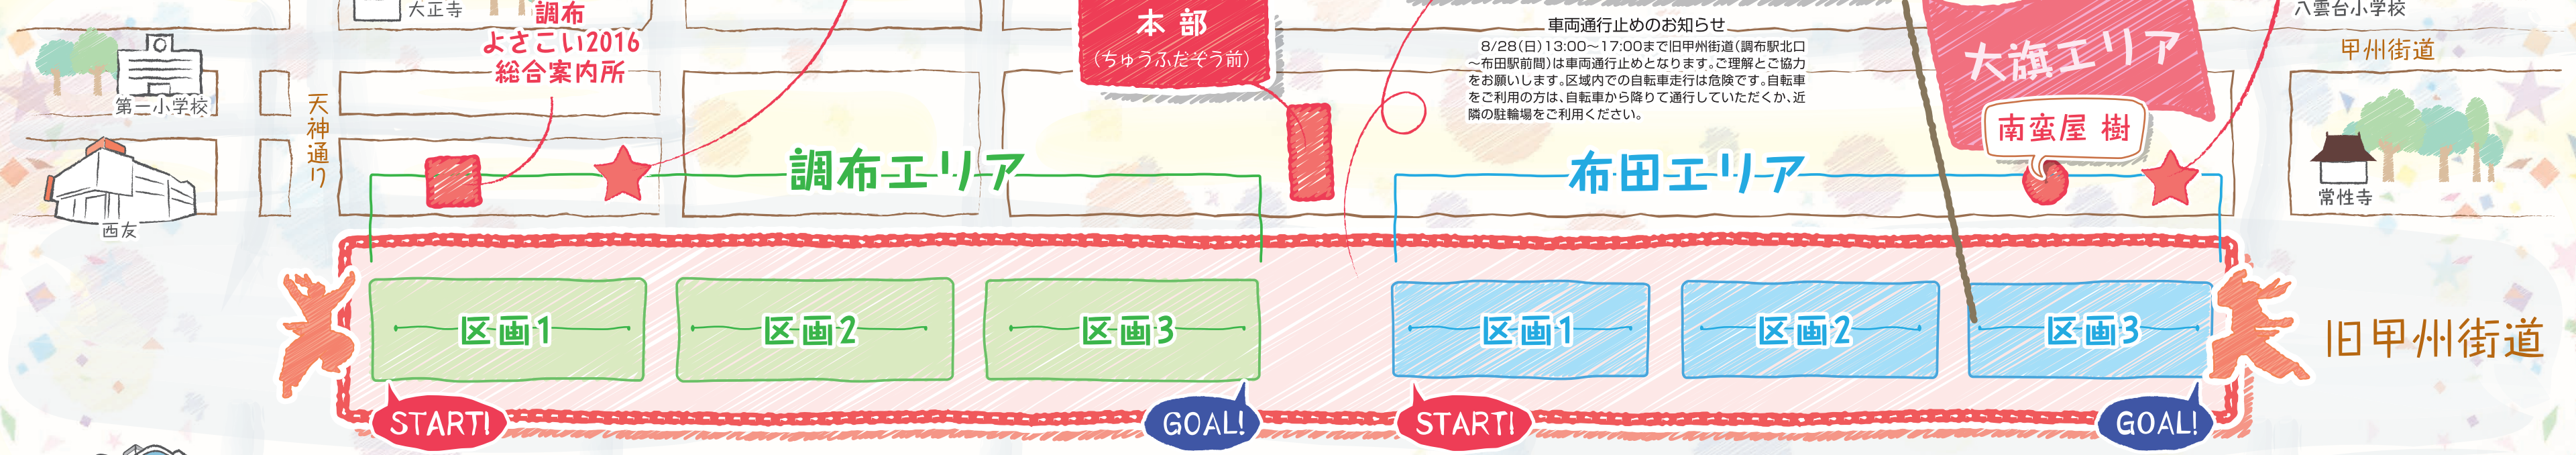 大正寺
調布
よさこい2016
総合案内所
本部
(ちゅうふだぞう前)
車両通行止めのお知らせ
8/28(日)13:00〜17:00まで旧甲州街道(調布駅北口
〜布田駅前間)は車両通行止めとなります。ご理解とご協力
をお願いします。区域内での自転車走行は危険です。自転車
をご利用の方は、自転車から降りて通行していただくか、近
隣の駐輪場をご利用ください。
大旗エリア
南蛮屋 樹
八雲台小学校
甲州街道
第一小学校
天神通り
西友
調布エリア
布田エリア
常性寺
区画1
区画2
区画3
区画1
区画2
区画3
旧甲州街道
START!
GOAL!
START!
GOAL!